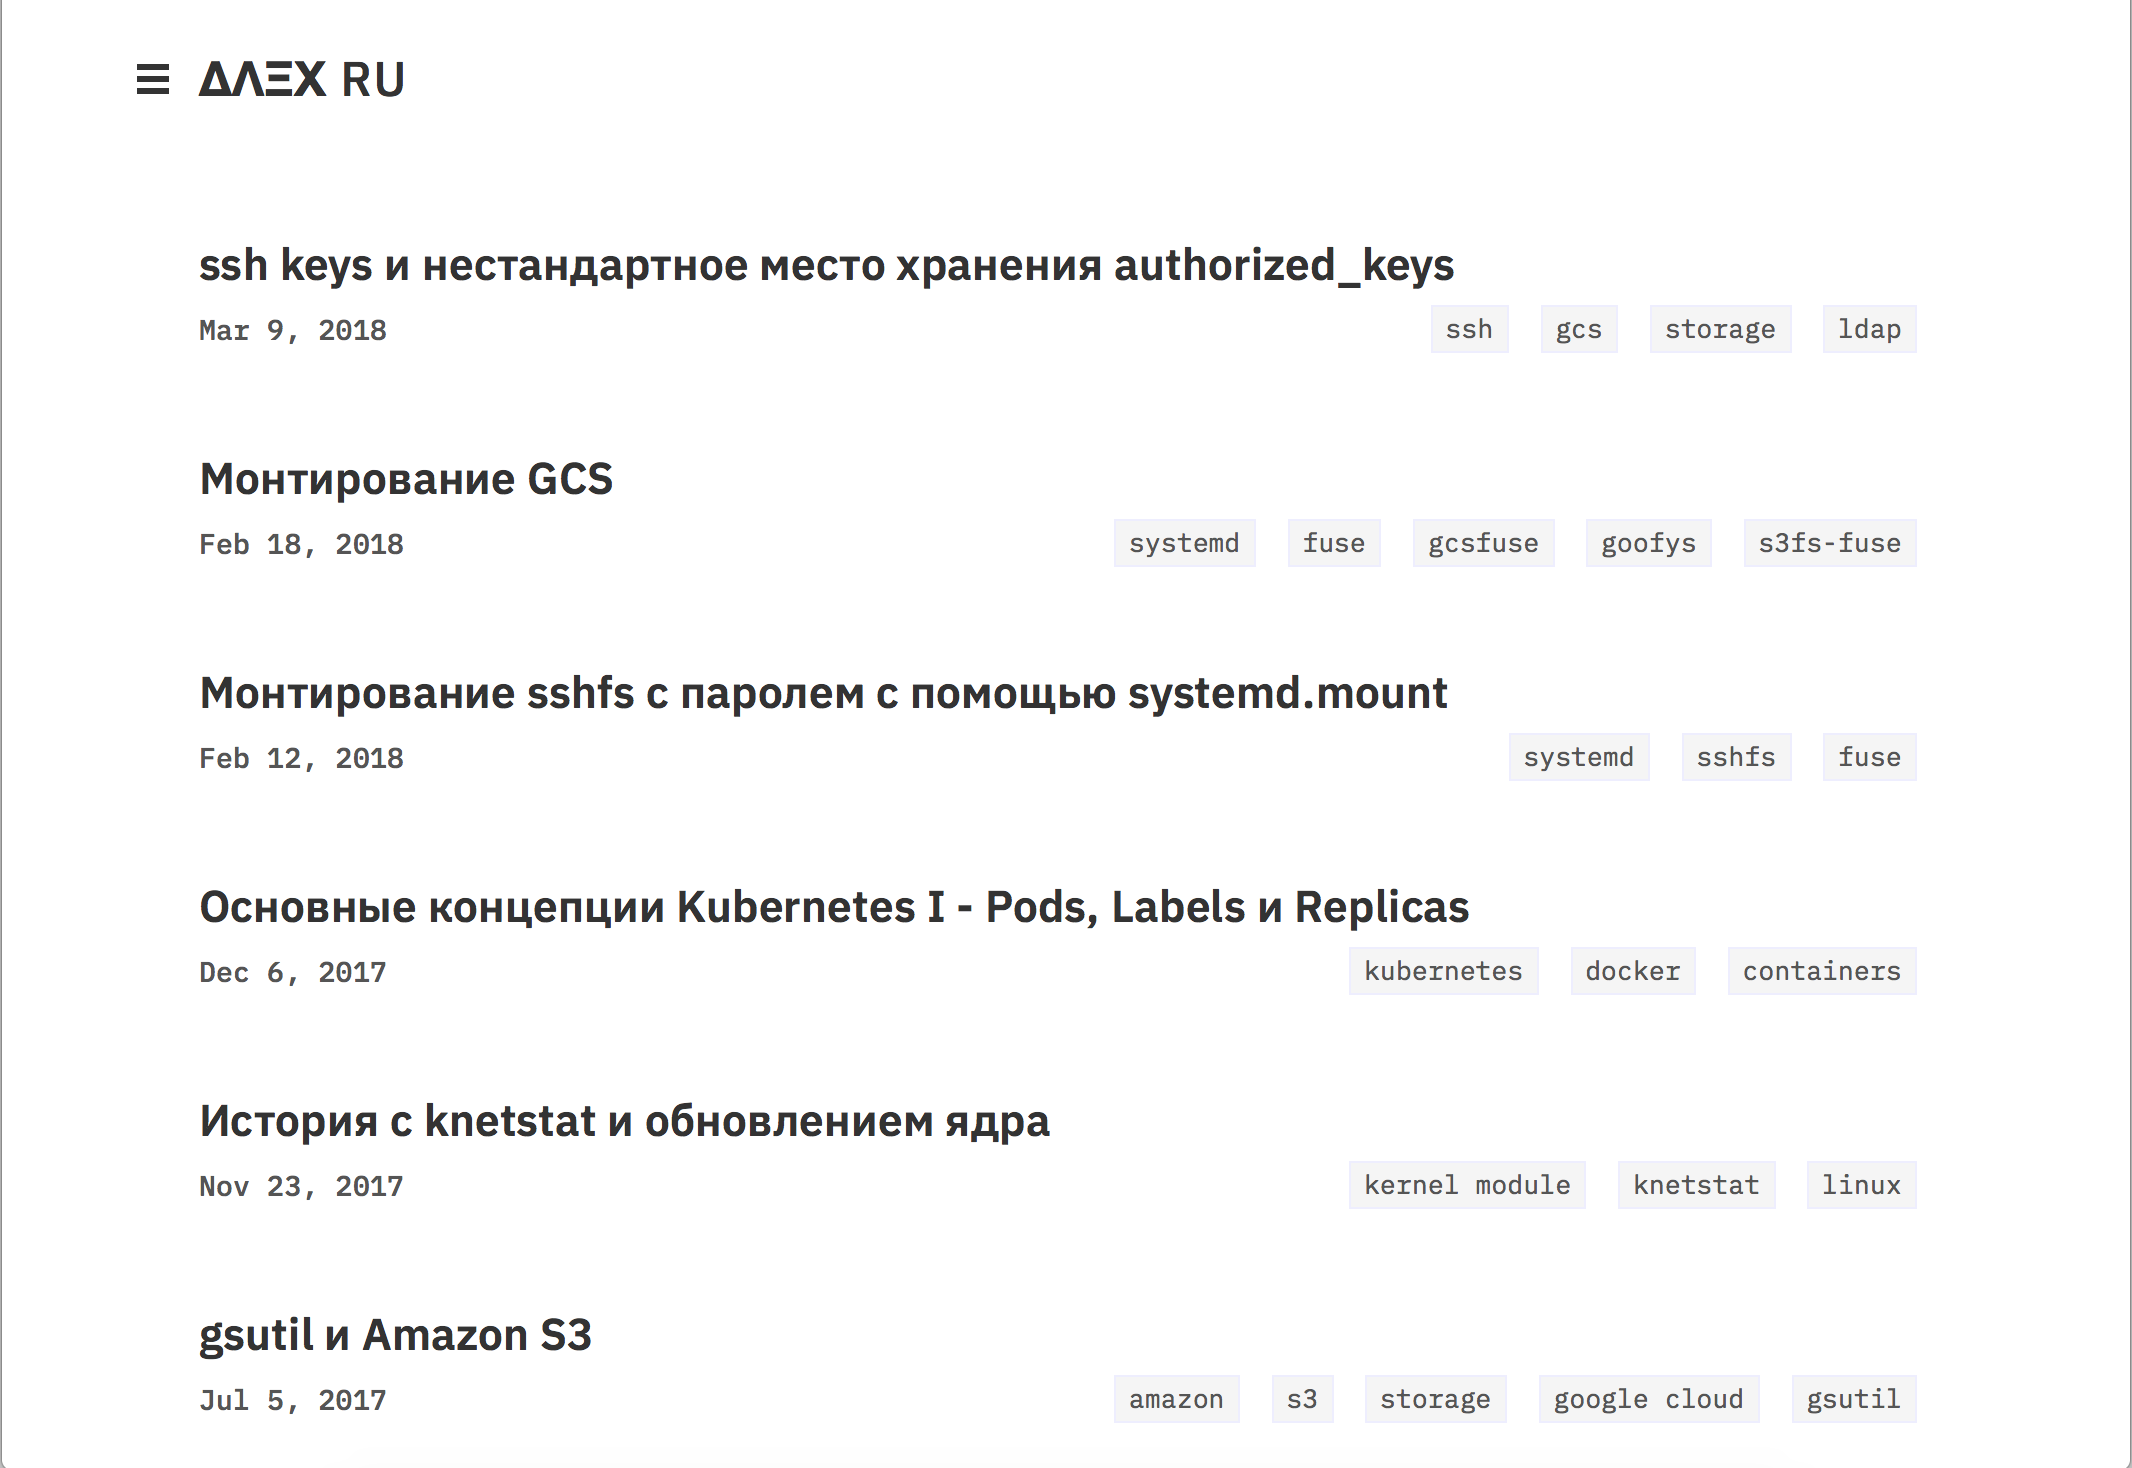 ΔΛΞX RU
ssh keys и нестандартное место хранения authorized_keys
Mar 9, 2018 ssh gcs storage ldap
Монтирование GCS
Feb 18, 2018 systemd fuse gcsfuse goofys s3fs-fuse
Монтирование sshfs с паролем с помощью systemd.mount
Feb 12, 2018 systemd sshfs fuse
Основные концепции Kubernetes I - Pods, Labels и Replicas
Dec 6, 2017 kubernetes docker containers
История с knetstat и обновлением ядра
Nov 23, 2017 kernel module knetstat linux
gsutil и Amazon S3
Jul 5, 2017 amazon s3 storage google cloud gsutil